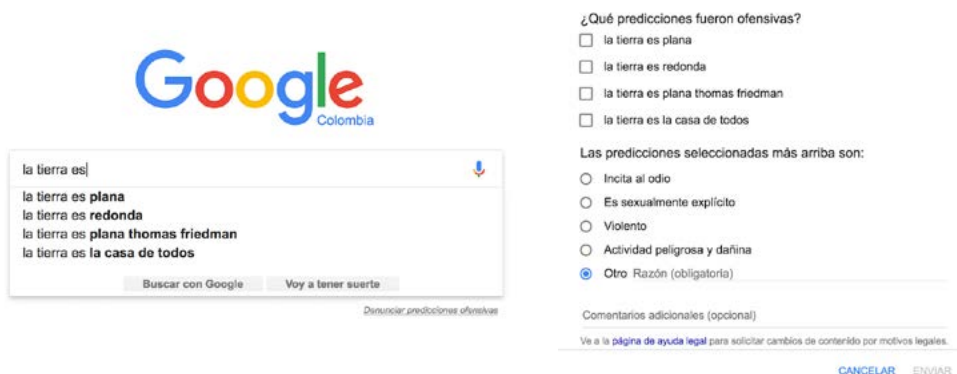 Google
Colombia
la tierra es
la tierra es plana
la tierra es redonda
la tierra es plana thomas friedman
la tierra es la casa de todos
Buscar con Google
Voy a tener suerte
Denunciar predicciones ofensivas
¿Qué predicciones fueron ofensivas?
la tierra es plana
la tierra es redonda
la tierra es plana thomas friedman
la tierra es la casa de todos
Las predicciones seleccionadas más arriba son:
Incita al odio
Es sexualmente explícito
Violento
Actividad peligrosa y dañina
Otro Razón (obligatoria)
Comentarios adicionales (opcional)
Ve a la página de ayuda legal para solicitar cambios de contenido por motivos legales.
CANCELAR ENVIAR